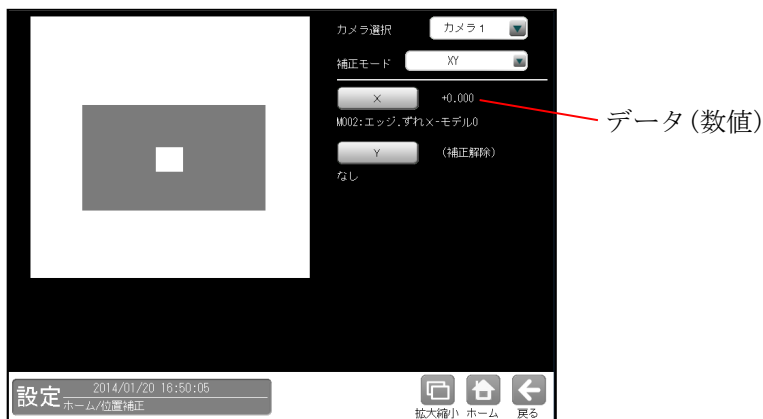 カメラ選択 カメラ1
補正モード XY
X +0.000
M002:エッジ.ずれX-モデル0
Y (補正解除)
なし
データ(数値)
設定 2014/01/20 16:50:05
ホーム/位置補正
拡大縮小 ホーム 戻る